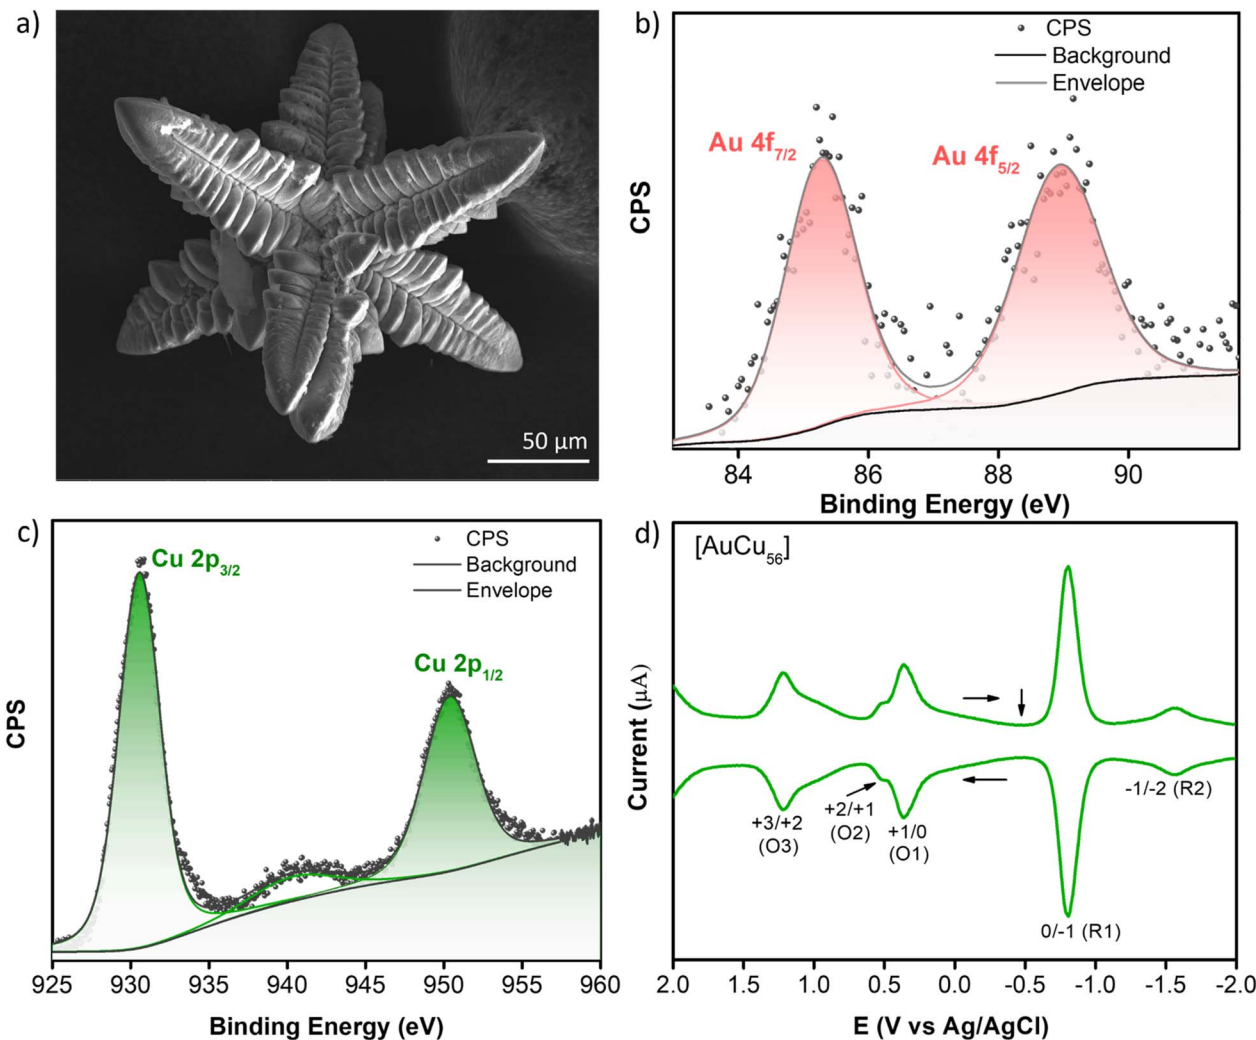 a)
50 µm
b)
CPS
Background
Envelope
Au 4f7/2
Au 4f5/2
CPS
84 86 88 90
Binding Energy (eV)
c)
CPS
Background
Envelope
Cu 2p3/2
Cu 2p1/2
CPS
925 930 935 940 945 950 955 960
Binding Energy (eV)
d)
[AuCu56]
Current (µA)
-1/-2 (R2)
+3/+2
(O3)
+2/+1
(O2)
+1/0
(O1)
0/-1 (R1)
2.0 1.5 1.0 0.5 0.0 -0.5 -1.0 -1.5 -2.0
E (V vs Ag/AgCl)